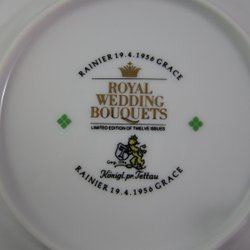 RAINIER 19.4.1956 GRACE
ROYAL
WEDDING
BOUQUETS
LIMITED EDITION OF TWELVE ISSUES
Königl. pr. Tettau
RAINIER 19.4.1956 GRACE